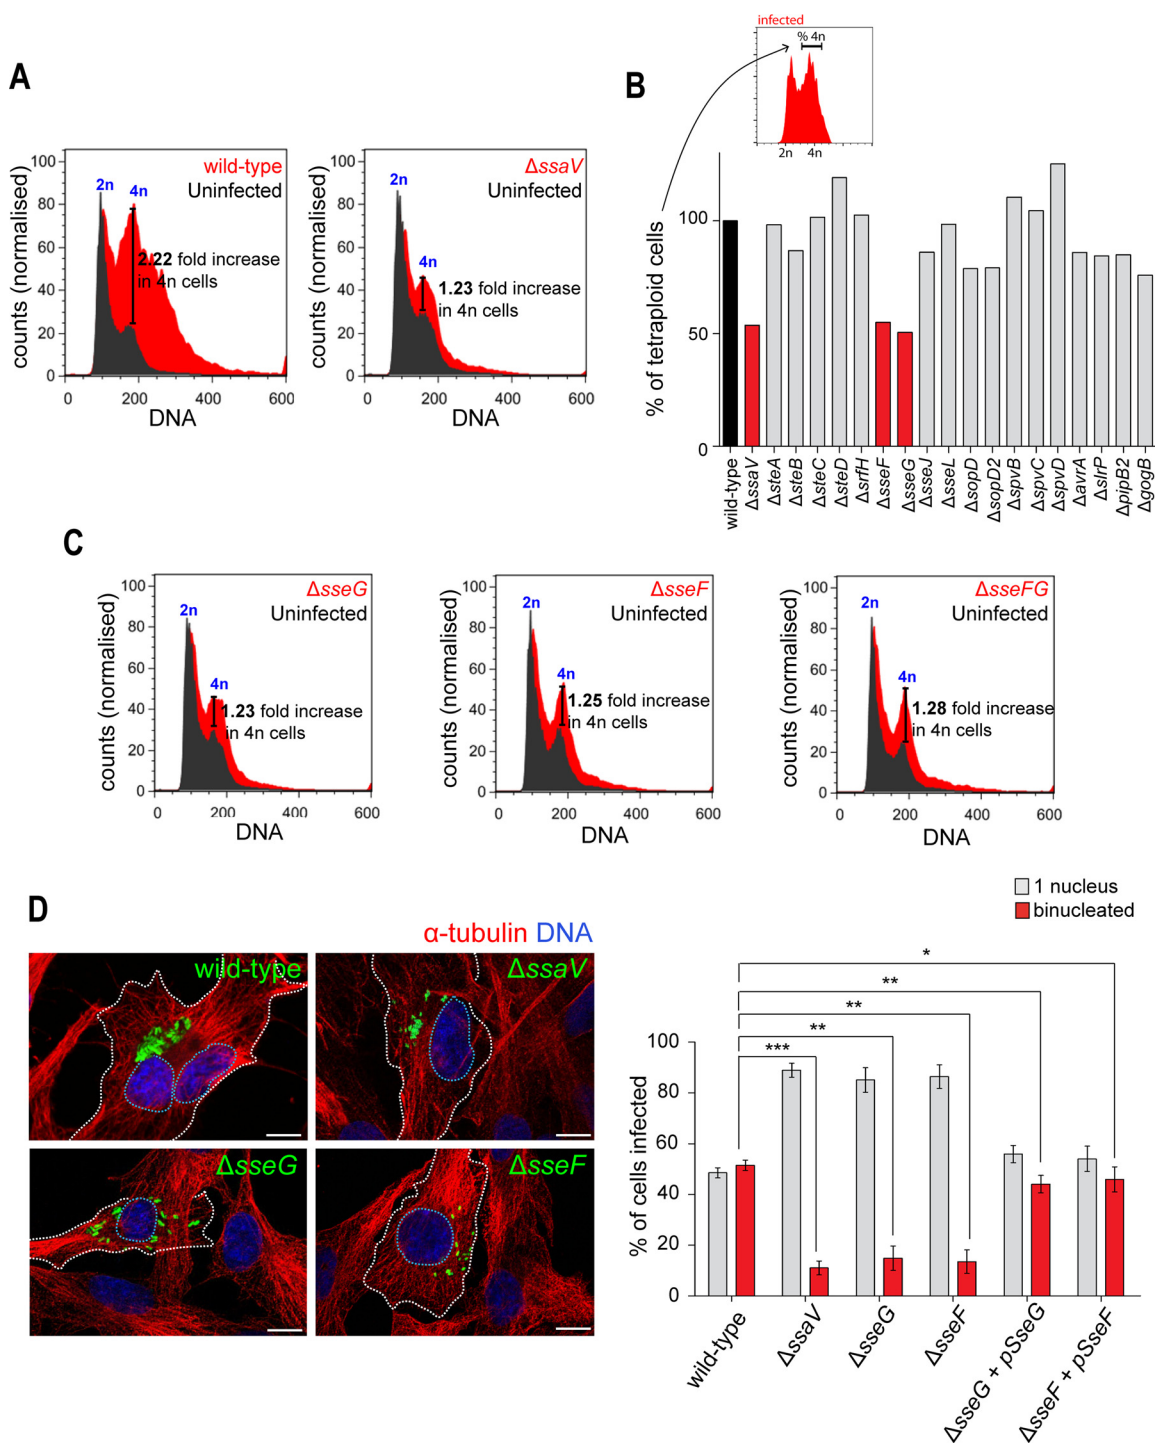 A
wild-type
Uninfected
counts (normalised)
100
80
60
40
20
0
2n
4n
2.22 fold increase
in 4n cells
0
200
400
600
DNA
ΔssaV
Uninfected
counts (normalised)
100
80
60
40
20
0
2n
4n
1.23 fold increase
in 4n cells
0
200
400
600
DNA
B
infected
% 4n
2n
4n
% of tetraploid cells
100
50
0
wild-type
ΔssaV
ΔsteA
ΔsteB
ΔsteC
ΔsteD
ΔsrfH
ΔsseF
ΔsseG
ΔsseJ
ΔsseL
ΔsopD
ΔsopD2
ΔspvB
ΔspvC
ΔspvD
ΔavrA
ΔslrP
ΔpipB2
ΔgogB
C
ΔsseG
Uninfected
counts (normalised)
100
80
60
40
20
0
2n
4n
1.23 fold increase
in 4n cells
0
200
400
600
DNA
ΔsseF
Uninfected
counts (normalised)
100
80
60
40
20
0
2n
4n
1.25 fold increase
in 4n cells
0
200
400
600
DNA
ΔsseFG
Uninfected
counts (normalised)
100
80
60
40
20
0
2n
4n
1.28 fold increase
in 4n cells
0
200
400
600
DNA
D
α-tubulin DNA
wild-type
ΔssaV
ΔsseG
ΔsseF
1 nucleus
binucleated
*
**
**
**
***
% of cells infected
100
80
60
40
20
0
wild-type
ΔssaV
ΔsseG
ΔsseF
ΔsseG + pSseG
ΔsseF + pSseF